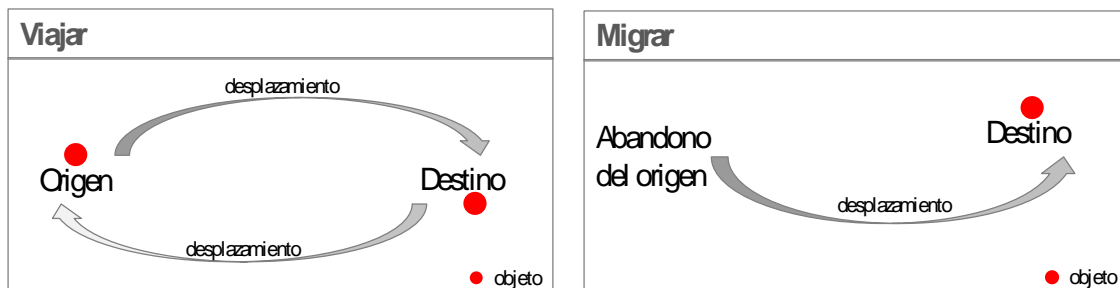 Viajar
desplazamiento
Origen
Destino
desplazamiento
objeto
Migrar
Abandono
del origen
Destino
desplazamiento
objeto